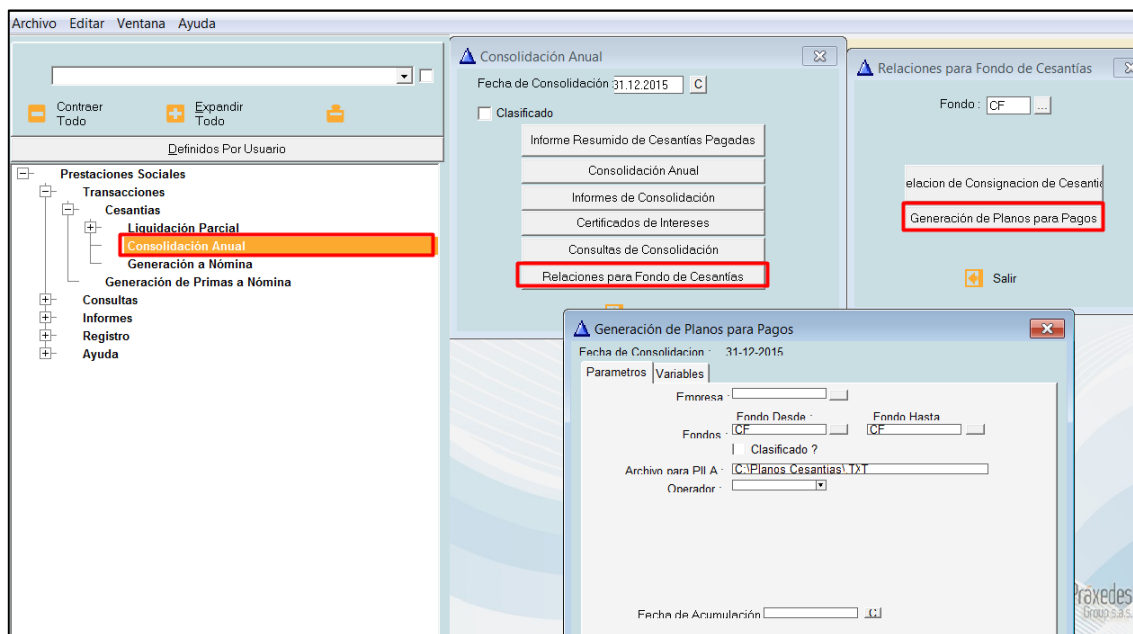 Archivo Editar Ventana Ayuda
Contraer Todo
Expandir Todo
Definidos Por Usuario
Prestaciones Sociales
Transacciones
Cesantias
Liquidación Parcial
Consolidación Anual
Generación a Nómina
Generación de Primas a Nómina
Consultas
Informes
Registro
Ayuda
Consolidación Anual
Fecha de Consolidación 31.12.2015 C
Clasificado
Informe Resumido de Cesantías Pagadas
Consolidación Anual
Informes de Consolidación
Certificados de Intereses
Consultas de Consolidación
Relaciones para Fondo de Cesantías
Relaciones para Fondo de Cesantías
Fondo : CF ...
elacion de Consignacion de Cesantia
Generación de Planos para Pagos
Salir
Generación de Planos para Pagos
Fecha de Consolidacion : 31-12-2015
Parametros Variables
Empresa :
Fondo Desde : Fondo Hasta
Fondos : CF CF
Clasificado ?
Archivo para PILA : C:\Planos Cesantias\.TXT
Operador :
Fecha de Acumulación C
Práxedes
Group s.a.s.